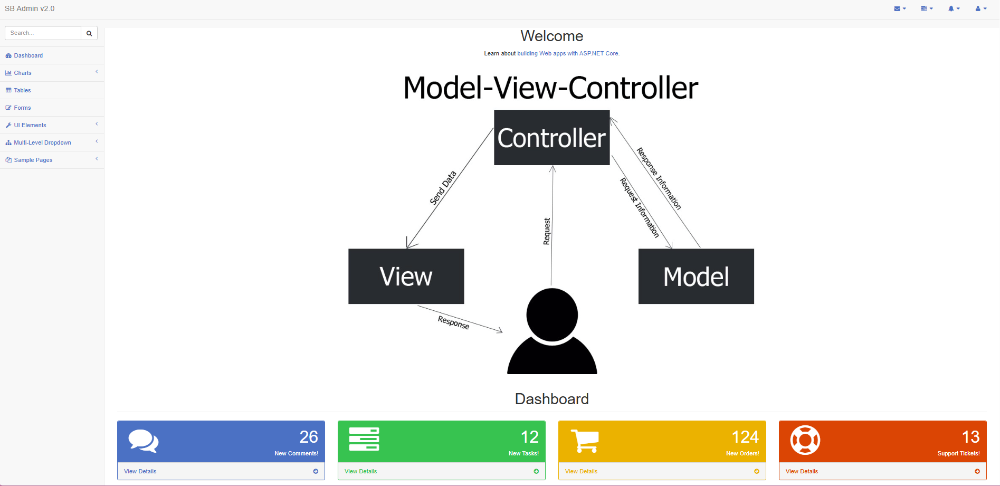 SB Admin v2.0
Search...
Dashboard
Charts
Tables
Forms
UI Elements
Multi-Level Dropdown
Sample Pages
Welcome
Learn about building Web apps with ASP.NET Core.
Model-View-Controller
Controller
Send Data
Request
Request Information
Response Information
View
Model
Response
Dashboard
26
New Comments!
View Details
12
New Tasks!
View Details
124
New Orders!
View Details
13
Support Tickets!
View Details